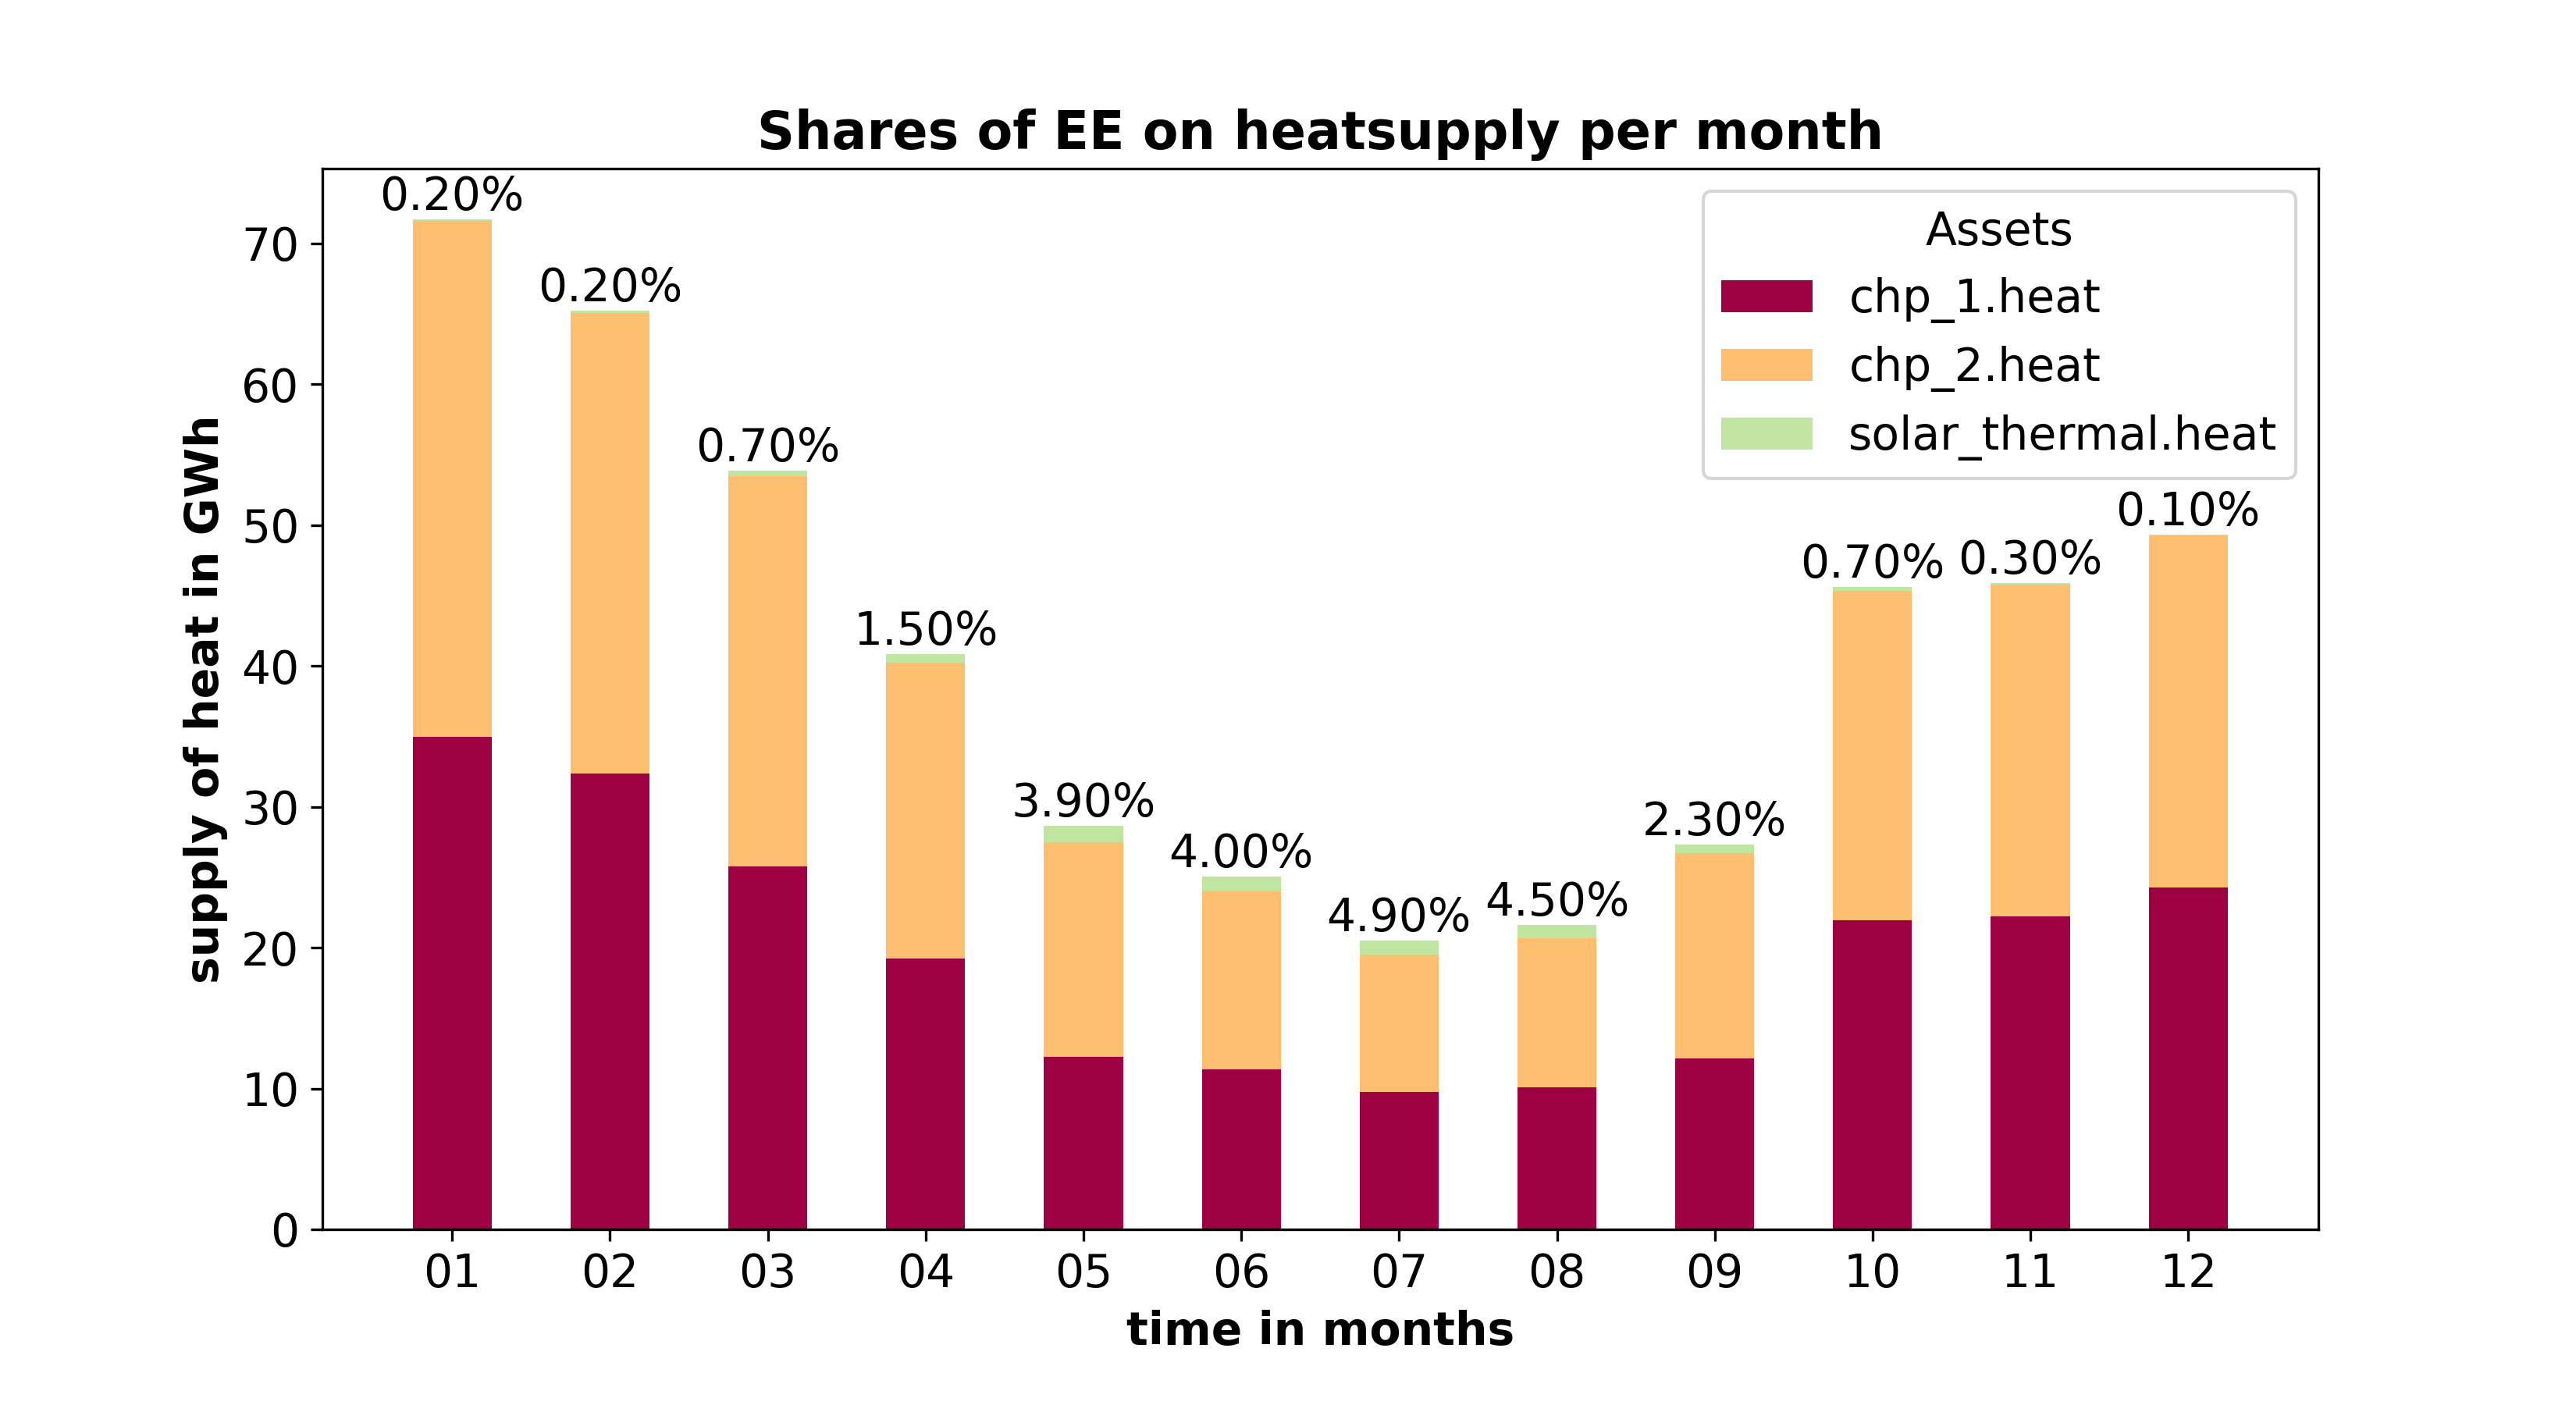 Shares of EE on heatsupply per month
supply of heat in GWh
70
60
50
40
30
20
10
0
0.20%
0.20%
0.70%
1.50%
3.90%
4.00%
4.90%
4.50%
2.30%
0.70%
0.30%
0.10%
Assets
chp_1.heat
chp_2.heat
solar_thermal.heat
01 02 03 04 05 06 07 08 09 10 11 12
time in months